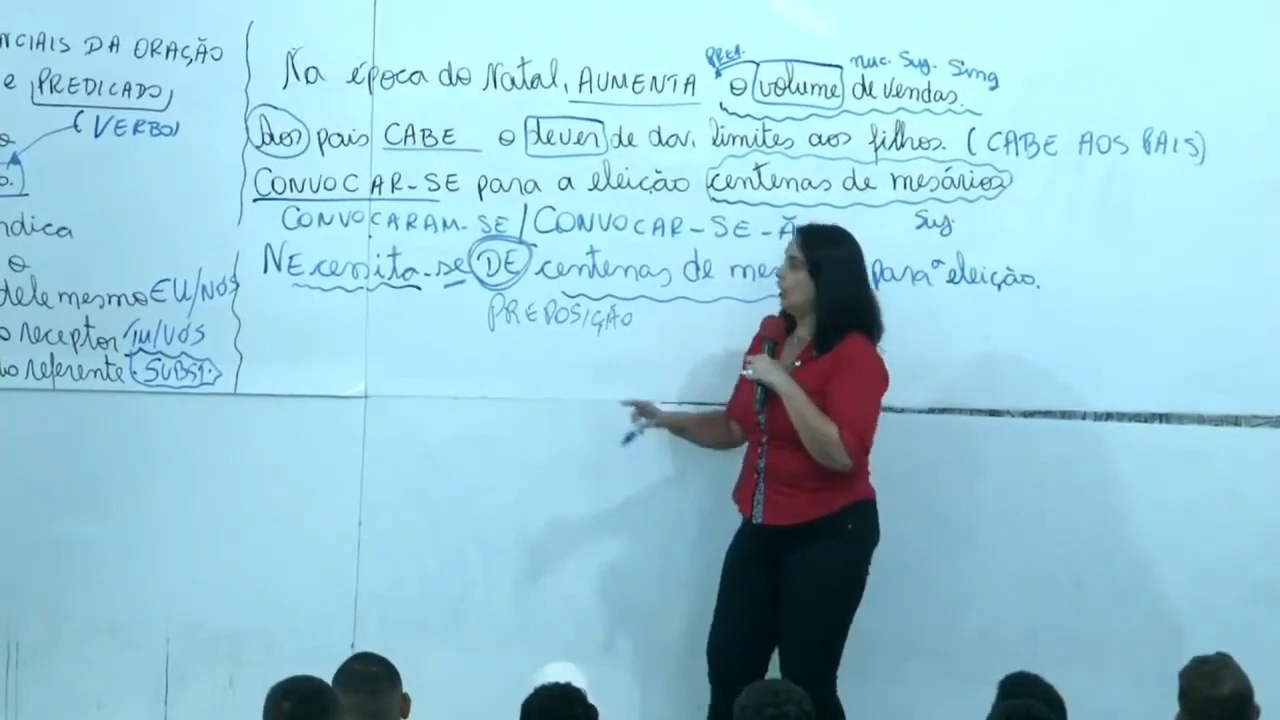 NCIAIS DA ORAÇÃO
e PREDICADO
(VERBO)
o.
ndica
o
dele mesmo EU/NÓS
o receptor TU/VÓS
do referente SUBST.
PRED. nuc. Suj. Simp
Na época do Natal, AUMENTA o volume de vendas.
Aos pais CABE o dever de dar limites aos filhos. (CABE AOS PAIS)
CONVOCAR-SE para a eleição centenas de mesários
CONVOCARAM-SE/CONVOCAR-SE-Ã Suj.
NEcessita-se DE centenas de mes para a eleição.
PREPOSIÇÃO